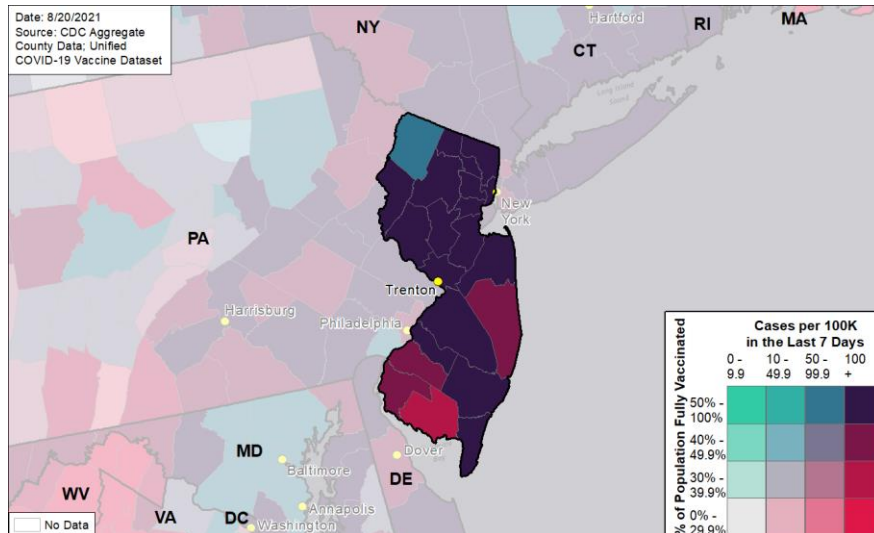 Date: 8/20/2021
Source: CDC Aggregate
County Data; Unified
COVID-19 Vaccine Dataset
NY
Hartford
CT
RI
MA
Long Island
Sound
New
York
PA
Trenton
Harrisburg
Philadelphia
MD
Baltimore
Dover
DE
WV
VA
DC
Annapolis
Washington
No Data
Cases per 100K
in the Last 7 Days
0 - 9.9
10 - 49.9
50 - 99.9
100 +
% of Population Fully Vaccinated
50% - 100%
40% - 49.9%
30% - 39.9%
0% - 29.9%